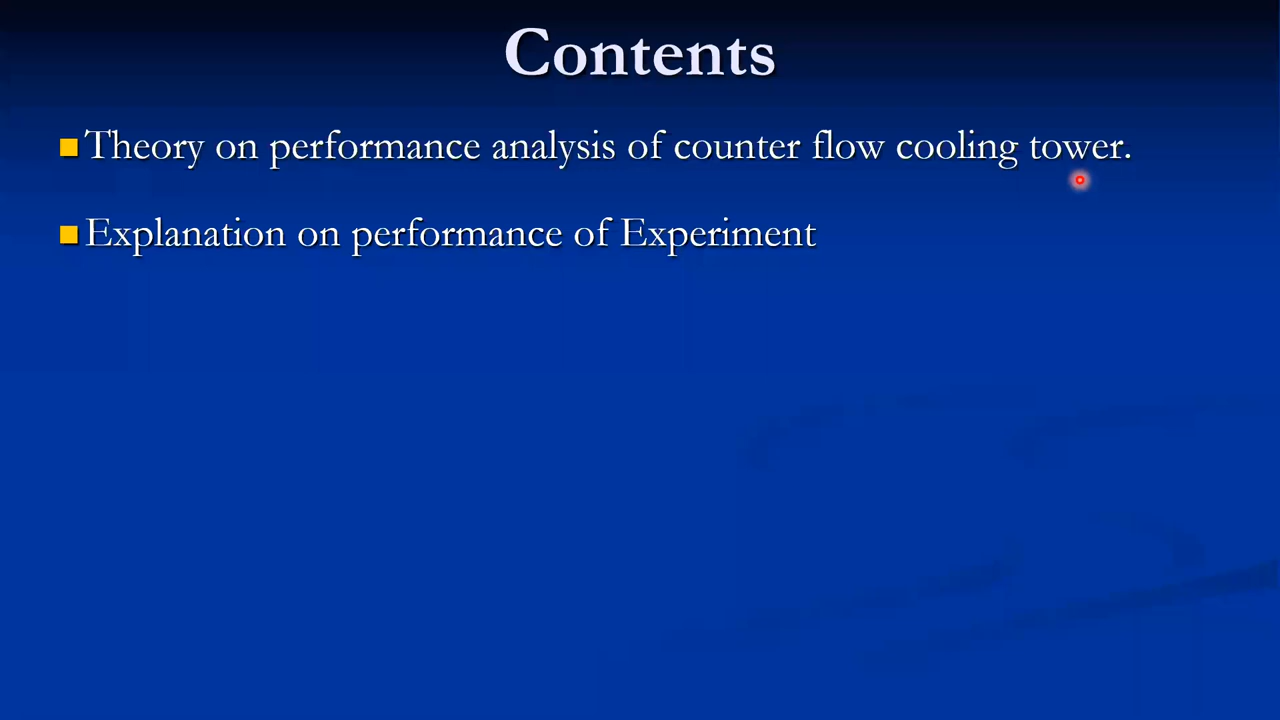 Contents
Theory on performance analysis of counter flow cooling tower.
Explanation on performance of Experiment